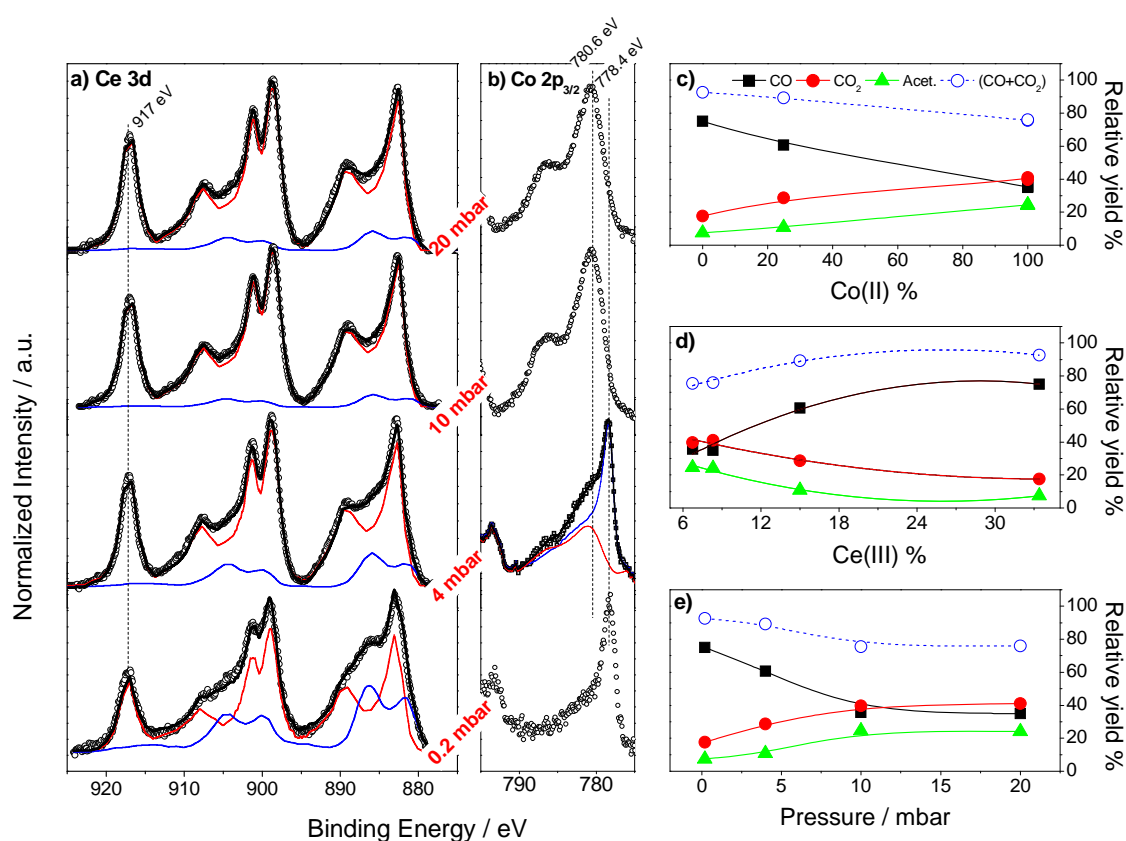 a) Ce 3d
917 eV
20 mbar
10 mbar
4 mbar
0.2 mbar
920 910 900 890 880
Normalized Intensity / a.u.
b) Co 2p3/2
780.6 eV
778.4 eV
790 780
Binding Energy / eV
c)
CO CO2 Acet. (CO+CO2)
100
80
60
40
20
0
Relative yield %
0 20 40 60 80 100
Co(II) %
d)
100
80
60
40
20
0
Relative yield %
6 12 18 24 30
Ce(III) %
e)
100
80
60
40
20
0
Relative yield %
0 5 10 15 20
Pressure / mbar